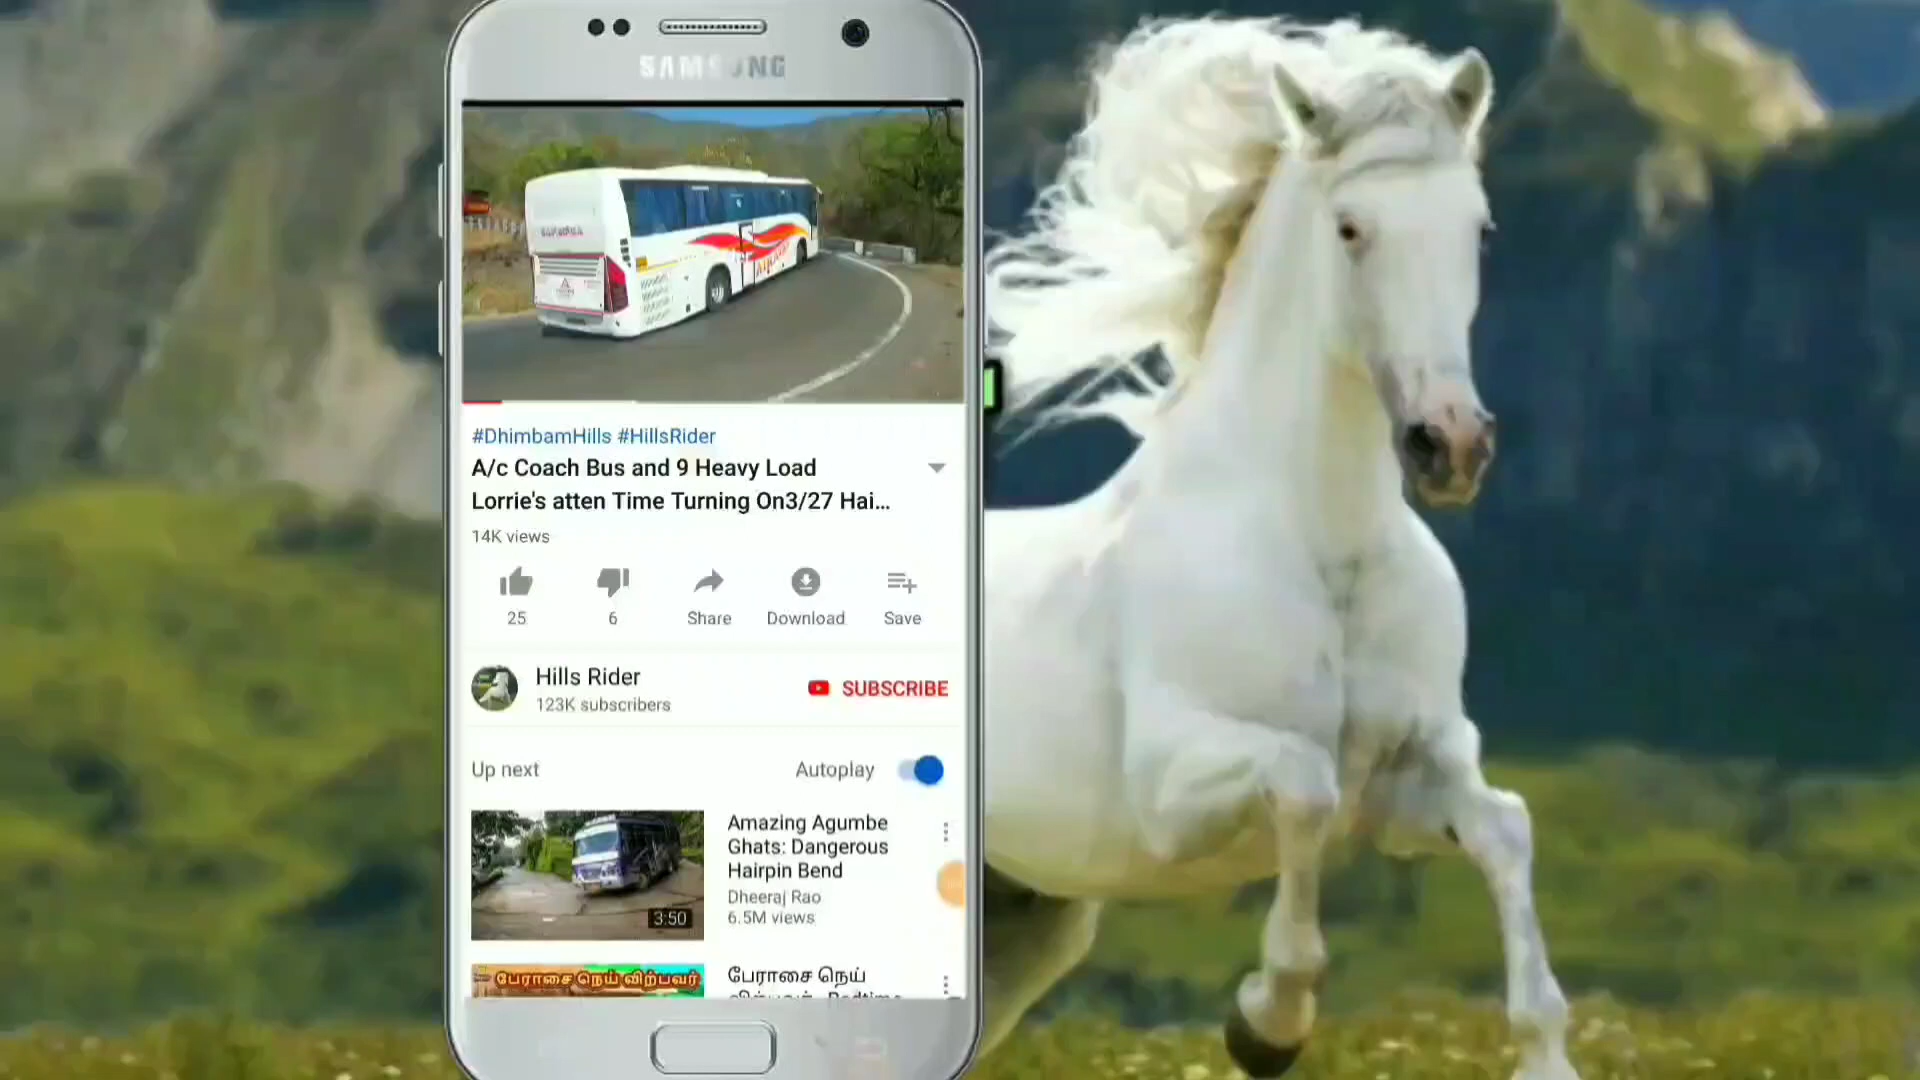 SAMSUNG
#DhimbamHills #HillsRider
A/c Coach Bus and 9 Heavy Load
Lorrie's atten Time Turning On3/27 Hai...
14K views
25
6
Share
Download
Save
Hills Rider
123K subscribers
SUBSCRIBE
Up next
Autoplay
Amazing Agumbe
Ghats: Dangerous
Hairpin Bend
Dheeraj Rao
6.5M views
3:50
பேராசை நெய் விற்பவர்
பேராசை நெய்